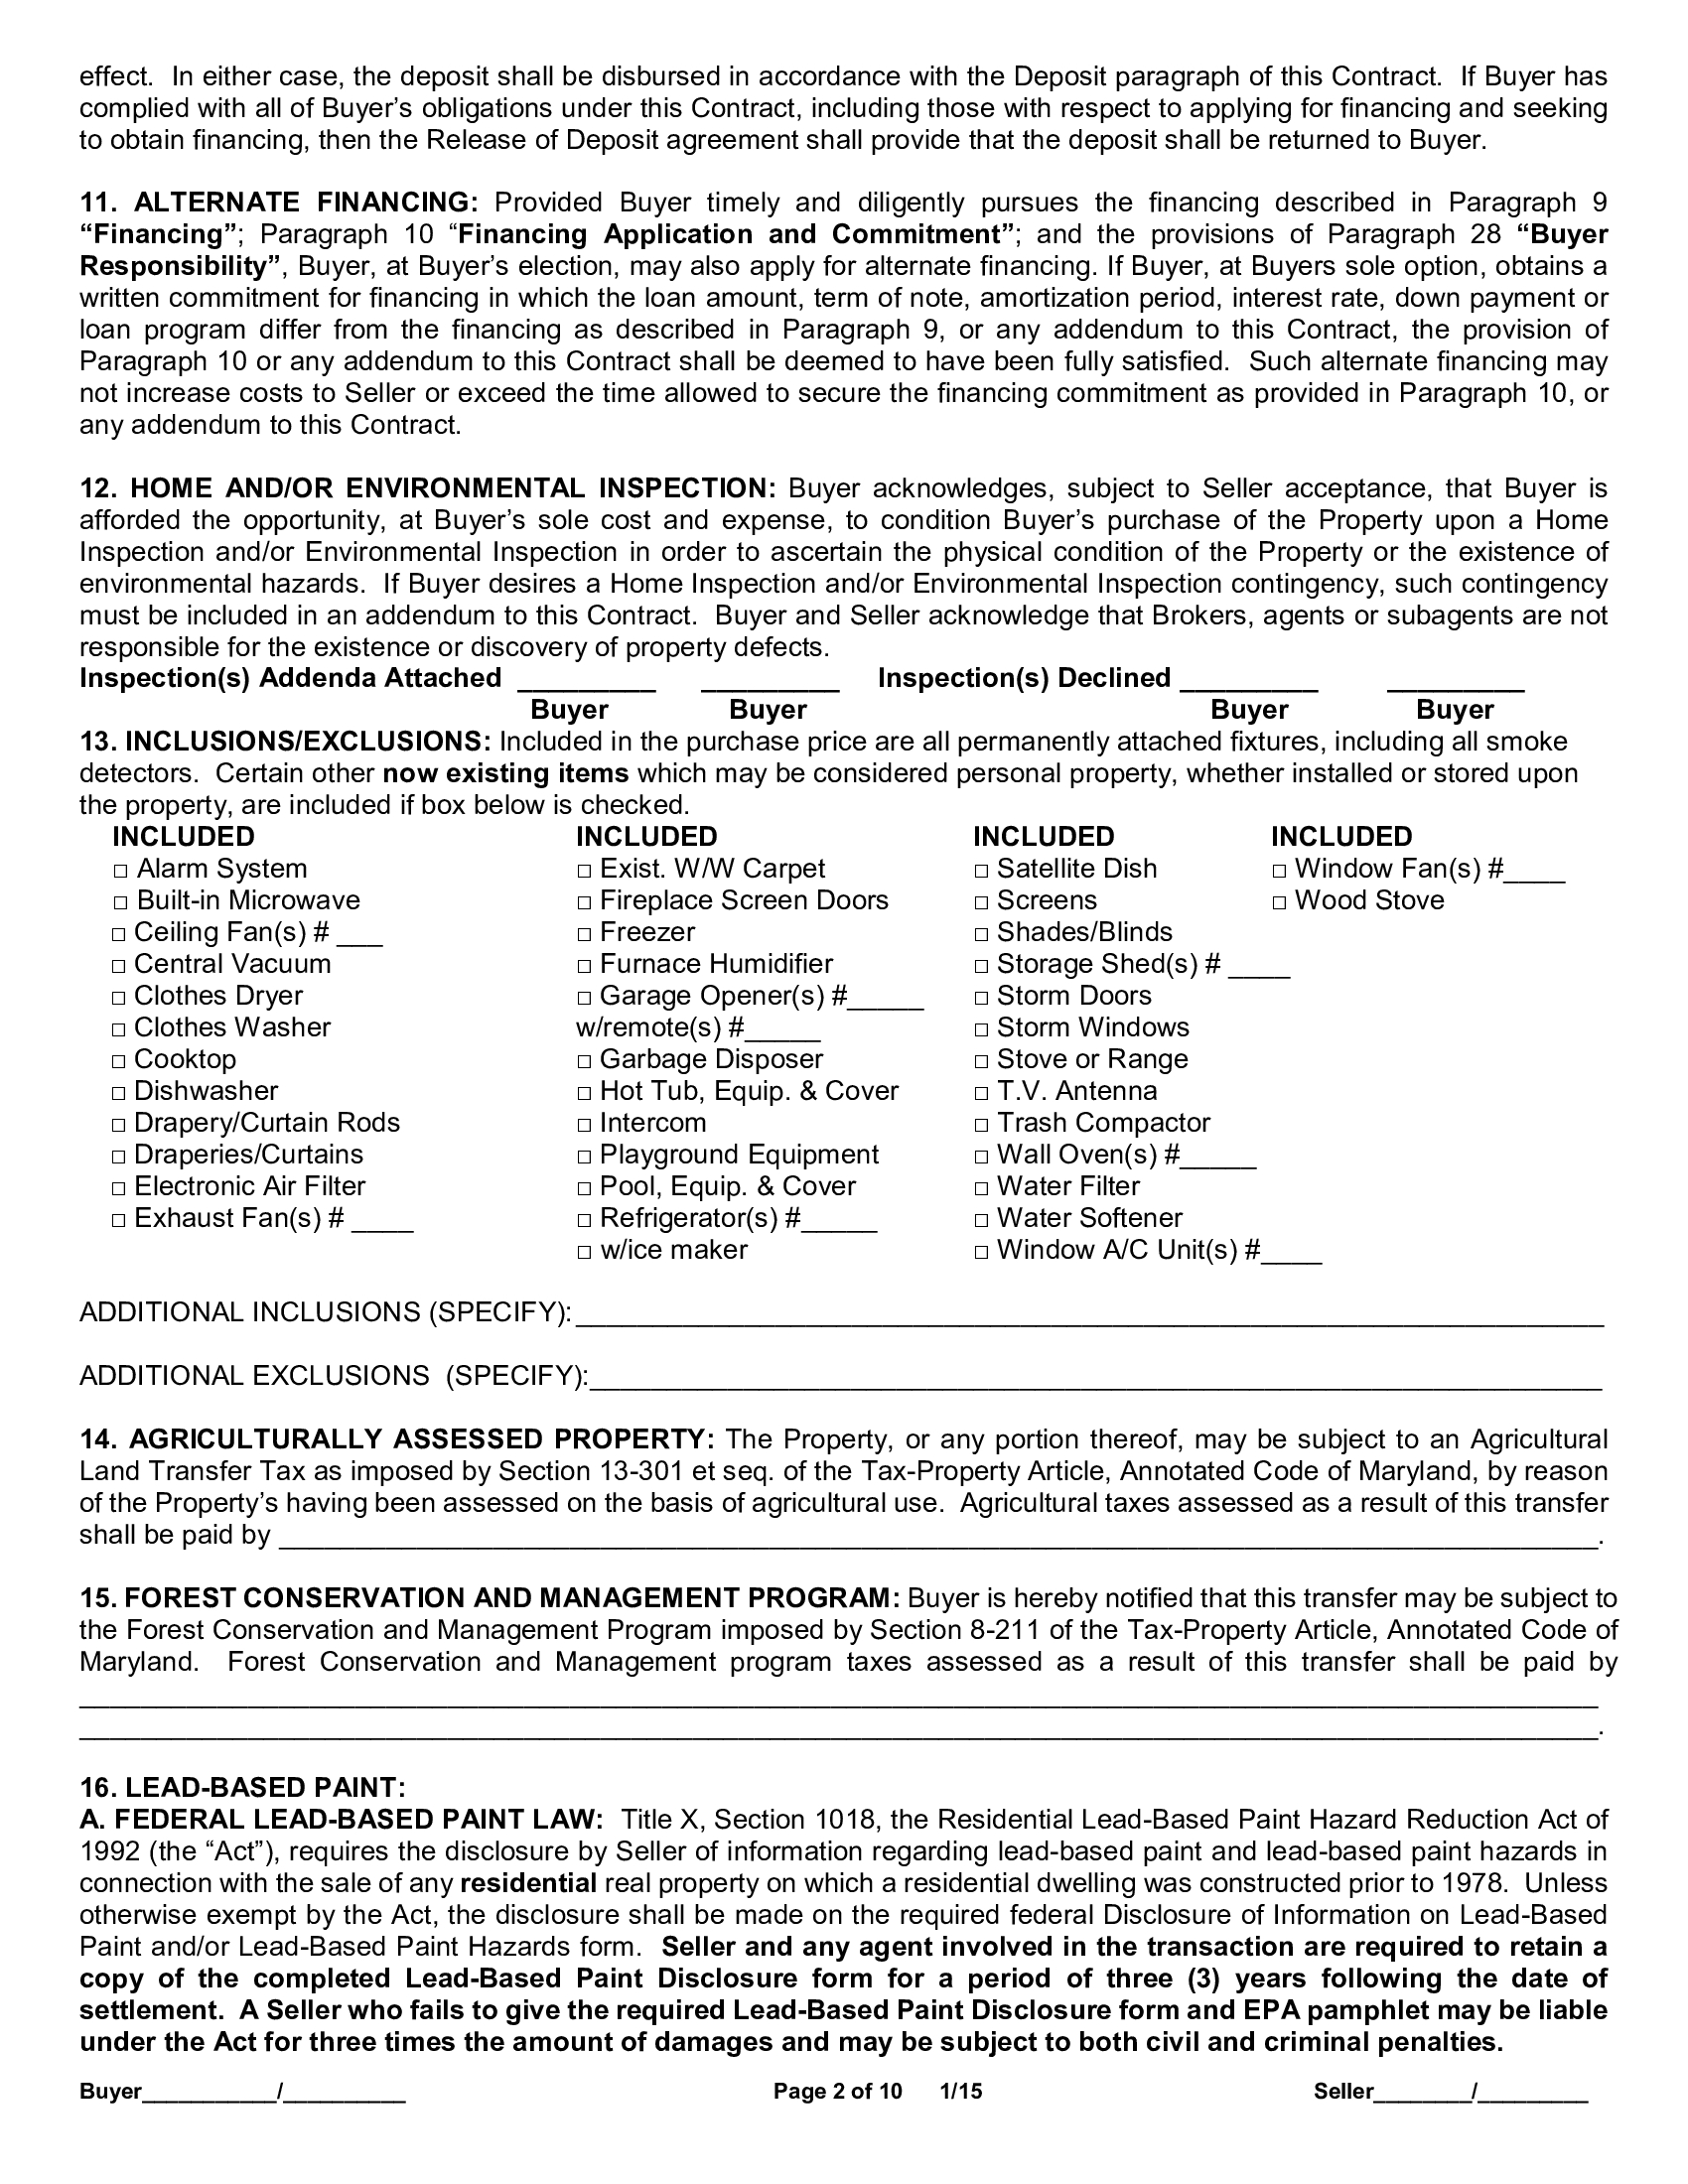 effect.  In either case, the deposit shall be disbursed in accordance with the Deposit paragraph of this Contract.  If Buyer has
complied with all of Buyer’s obligations under this Contract, including those with respect to applying for financing and seeking
to obtain financing, then the Release of Deposit agreement shall provide that the deposit shall be returned to Buyer.
11. ALTERNATE FINANCING: Provided Buyer timely and diligently pursues the financing described in Paragraph 9
“Financing”; Paragraph 10 “Financing Application and Commitment”; and the provisions of Paragraph 28 “Buyer
Responsibility”, Buyer, at Buyer’s election, may also apply for alternate financing. If Buyer, at Buyers sole option, obtains a
written commitment for financing in which the loan amount, term of note, amortization period, interest rate, down payment or
loan program differ from the financing as described in Paragraph 9, or any addendum to this Contract, the provision of
Paragraph 10 or any addendum to this Contract shall be deemed to have been fully satisfied.  Such alternate financing may
not increase costs to Seller or exceed the time allowed to secure the financing commitment as provided in Paragraph 10, or
any addendum to this Contract.
12. HOME AND/OR ENVIRONMENTAL INSPECTION: Buyer acknowledges, subject to Seller acceptance, that Buyer is
afforded the opportunity, at Buyer’s sole cost and expense, to condition Buyer’s purchase of the Property upon a Home
Inspection and/or Environmental Inspection in order to ascertain the physical condition of the Property or the existence of
environmental hazards.  If Buyer desires a Home Inspection and/or Environmental Inspection contingency, such contingency
must be included in an addendum to this Contract.  Buyer and Seller acknowledge that Brokers, agents or subagents are not
responsible for the existence or discovery of property defects.
Inspection(s) Addenda Attached _________ _________ Inspection(s) Declined _________ _________
Buyer Buyer Buyer Buyer
13. INCLUSIONS/EXCLUSIONS: Included in the purchase price are all permanently attached fixtures, including all smoke
detectors.  Certain other now existing items which may be considered personal property, whether installed or stored upon
the property, are included if box below is checked.
INCLUDED
□ Alarm System
□ Built-in Microwave
□ Ceiling Fan(s) # ___
□ Central Vacuum
□ Clothes Dryer
□ Clothes Washer
□ Cooktop
□ Dishwasher
□ Drapery/Curtain Rods
□ Draperies/Curtains
□ Electronic Air Filter
□ Exhaust Fan(s) # ____
INCLUDED
□ Exist. W/W Carpet
□ Fireplace Screen Doors
□ Freezer
□ Furnace Humidifier
□ Garage Opener(s) #_____
w/remote(s) #_____
□ Garbage Disposer
□ Hot Tub, Equip. & Cover
□ Intercom
□ Playground Equipment
□ Pool, Equip. & Cover
□ Refrigerator(s) #_____
□ w/ice maker
INCLUDED
□ Satellite Dish
□ Screens
□ Shades/Blinds
□ Storage Shed(s) # ____
□ Storm Doors
□ Storm Windows
□ Stove or Range
□ T.V. Antenna
□ Trash Compactor
□ Wall Oven(s) #_____
□ Water Filter
□ Water Softener
□ Window A/C Unit(s) #____
INCLUDED
□ Window Fan(s) #____
□ Wood Stove
ADDITIONAL INCLUSIONS (SPECIFY):____________________________________________________________________
ADDITIONAL EXCLUSIONS  (SPECIFY):___________________________________________________________________
14. AGRICULTURALLY ASSESSED PROPERTY: The Property, or any portion thereof, may be subject to an Agricultural
Land Transfer Tax as imposed by Section 13-301 et seq. of the Tax-Property Article, Annotated Code of Maryland, by reason
of the Property’s having been assessed on the basis of agricultural use.  Agricultural taxes assessed as a result of this transfer
shall be paid by _______________________________________________________________________________________.
15. FOREST CONSERVATION AND MANAGEMENT PROGRAM: Buyer is hereby notified that this transfer may be subject to
the Forest Conservation and Management Program imposed by Section 8-211 of the Tax-Property Article, Annotated Code of
Maryland.  Forest Conservation and Management program taxes assessed as a result of this transfer shall be paid by
____________________________________________________________________________________________________
____________________________________________________________________________________________________.
16. LEAD-BASED PAINT:
A. FEDERAL LEAD-BASED PAINT LAW:  Title X, Section 1018, the Residential Lead-Based Paint Hazard Reduction Act of
1992 (the “Act”), requires the disclosure by Seller of information regarding lead-based paint and lead-based paint hazards in
connection with the sale of any residential real property on which a residential dwelling was constructed prior to 1978.  Unless
otherwise exempt by the Act, the disclosure shall be made on the required federal Disclosure of Information on Lead-Based
Paint and/or Lead-Based Paint Hazards form.  Seller and any agent involved in the transaction are required to retain a
copy of the completed Lead-Based Paint Disclosure form for a period of three (3) years following the date of
settlement.  A Seller who fails to give the required Lead-Based Paint Disclosure form and EPA pamphlet may be liable
under the Act for three times the amount of damages and may be subject to both civil and criminal penalties.
Buyer___________/__________ Page 2 of 10 1/15 Seller________/_________